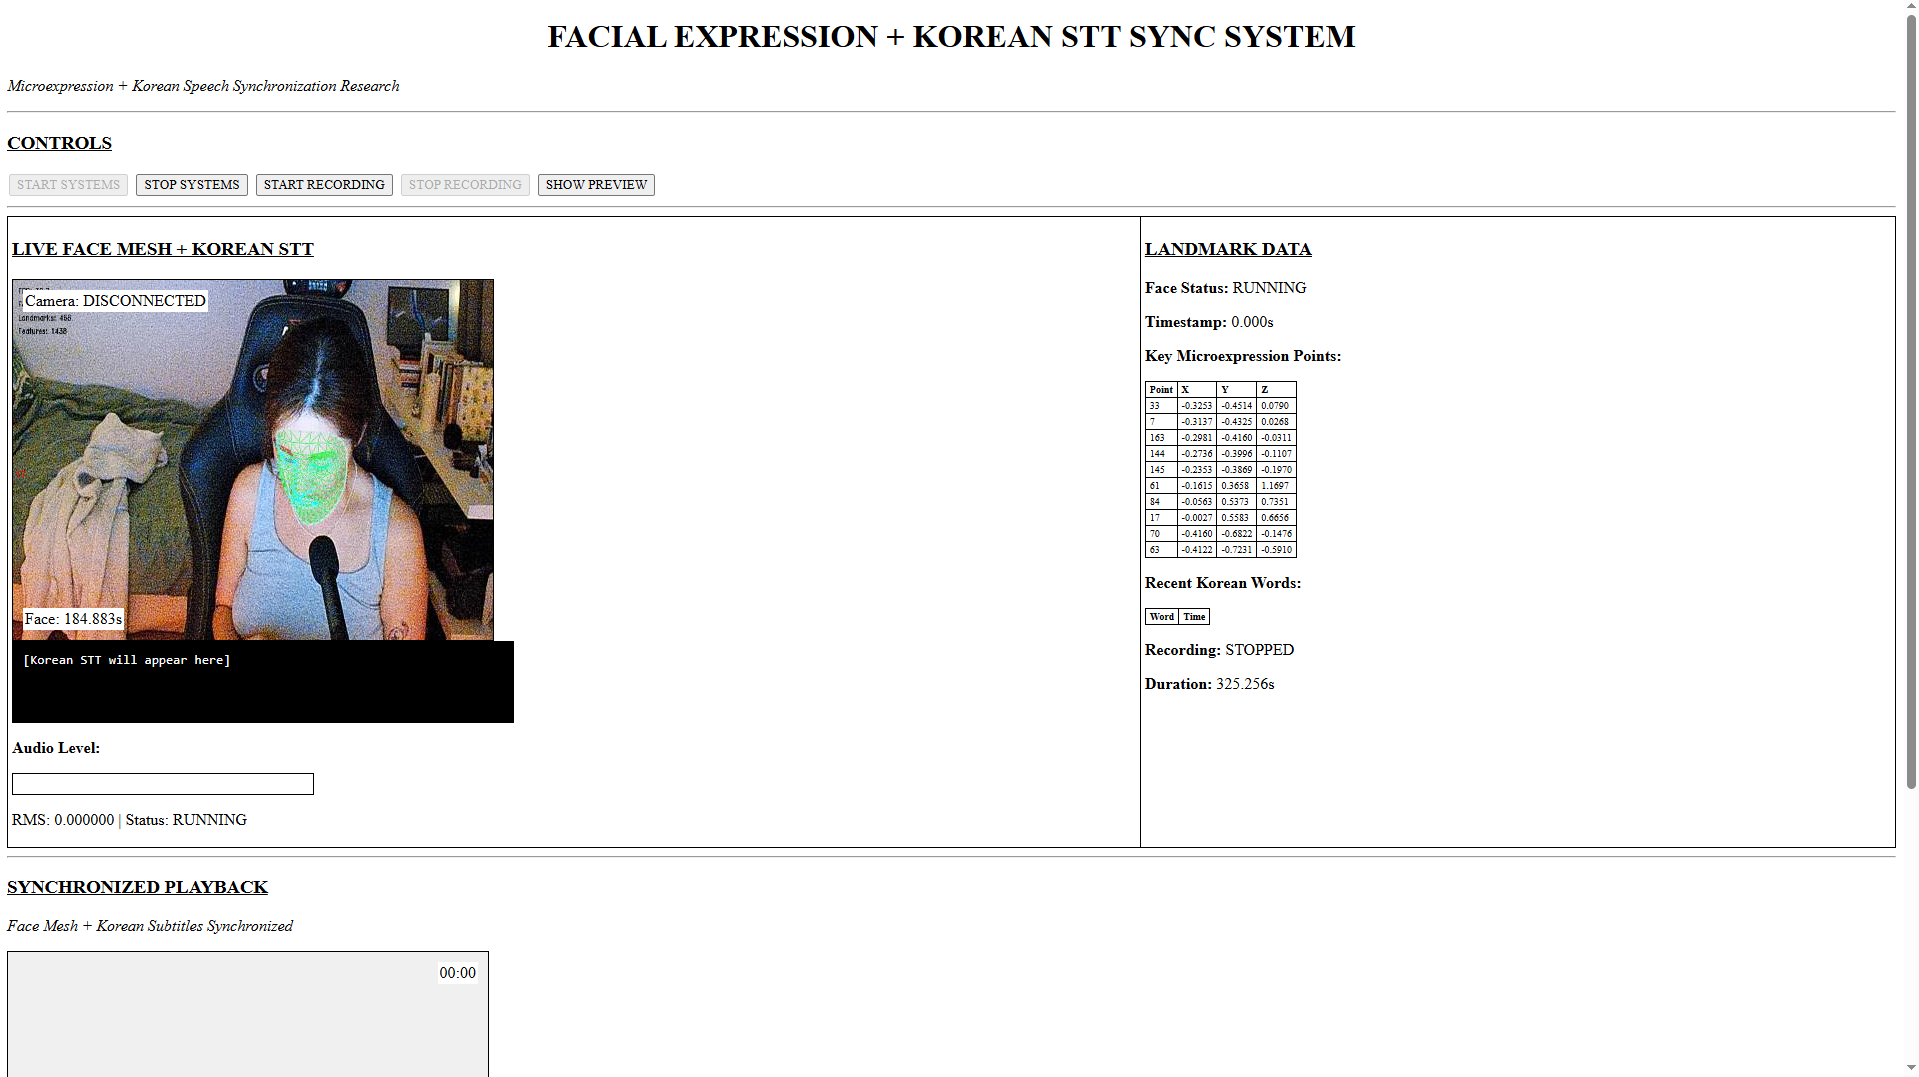 FACIAL EXPRESSION + KOREAN STT SYNC SYSTEM
Microexpression + Korean Speech Synchronization Research
CONTROLS
START SYSTEMS STOP SYSTEMS START RECORDING STOP RECORDING SHOW PREVIEW
LIVE FACE MESH + KOREAN STT
Camera: DISCONNECTED
Landmarks: 468
Features: 1438
Face: 184.883s
[Korean STT will appear here]
Audio Level:
RMS: 0.000000 | Status: RUNNING
LANDMARK DATA
Face Status: RUNNING
Timestamp: 0.000s
Key Microexpression Points:
Point X Y Z
33 -0.3253 -0.4514 0.0790
7 -0.3137 -0.4325 0.0268
163 -0.2981 -0.4160 -0.0311
144 -0.2736 -0.3996 -0.1107
145 -0.2353 -0.3869 -0.1970
61 -0.1615 0.3658 1.1697
84 -0.0563 0.5373 0.7351
17 -0.0027 0.5583 0.6656
70 -0.4160 -0.6822 -0.1476
63 -0.4122 -0.7231 -0.5910
Recent Korean Words:
Word Time
Recording: STOPPED
Duration: 325.256s
SYNCHRONIZED PLAYBACK
Face Mesh + Korean Subtitles Synchronized
00:00